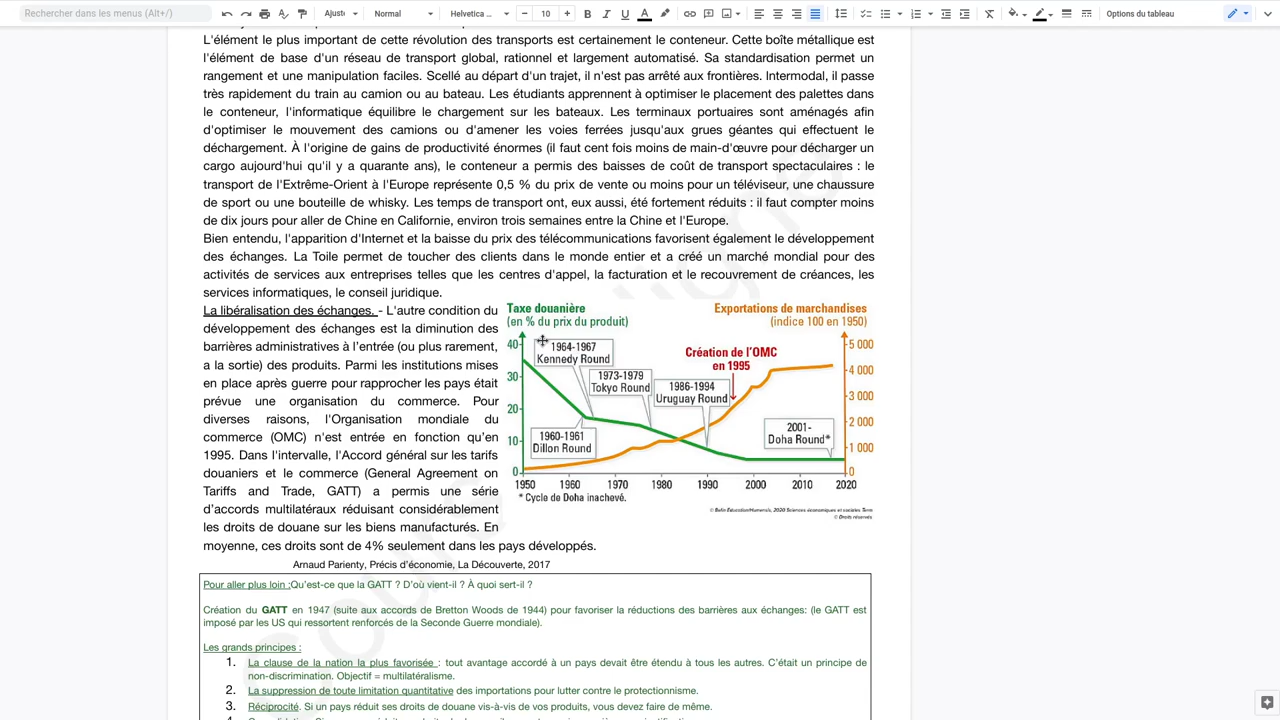 Rechercher dans les menus (Alt+/)
Ajuste
Normal
Helvetica ...
10
Options du tableau
L'élément le plus important de cette révolution des transports est certainement le conteneur. Cette boîte métallique est
l'élément de base d'un réseau de transport global, rationnel et largement automatisé. Sa standardisation permet un
rangement et une manipulation faciles. Scellé au départ d'un trajet, il n'est pas arrêté aux frontières. Intermodal, il passe
très rapidement du train au camion ou au bateau. Les étudiants apprennent à optimiser le placement des palettes dans
le conteneur, l'informatique équilibre le chargement sur les bateaux. Les terminaux portuaires sont aménagés afin
d'optimiser le mouvement des camions ou d'amener les voies ferrées jusqu'aux grues géantes qui effectuent le
déchargement. À l'origine de gains de productivité énormes (il faut cent fois moins de main-d'œuvre pour décharger un
cargo aujourd'hui qu'il y a quarante ans), le conteneur a permis des baisses de coût de transport spectaculaires : le
transport de l'Extrême-Orient à l'Europe représente 0,5 % du prix de vente ou moins pour un téléviseur, une chaussure
de sport ou une bouteille de whisky. Les temps de transport ont, eux aussi, été fortement réduits : il faut compter moins
de dix jours pour aller de Chine en Californie, environ trois semaines entre la Chine et l'Europe.
Bien entendu, l'apparition d'Internet et la baisse du prix des télécommunications favorisent également le développement
des échanges. La Toile permet de toucher des clients dans le monde entier et a créé un marché mondial pour des
activités de services aux entreprises telles que les centres d'appel, la facturation et le recouvrement de créances, les
services informatiques, le conseil juridique.
La libéralisation des échanges. - L'autre condition du
développement des échanges est la diminution des
barrières administratives à l'entrée (ou plus rarement,
a la sortie) des produits. Parmi les institutions mises
en place après guerre pour rapprocher les pays était
prévue une organisation du commerce. Pour
diverses raisons, l'Organisation mondiale du
commerce (OMC) n'est entrée en fonction qu'en
1995. Dans l'intervalle, l'Accord général sur les tarifs
douaniers et le commerce (General Agreement on
Tariffs and Trade, GATT) a permis une série
d'accords multilatéraux réduisant considérablement
les droits de douane sur les biens manufacturés. En
moyenne, ces droits sont de 4% seulement dans les pays développés.
Taxe douanière
(en % du prix du produit)
Exportations de marchandises
(indice 100 en 1950)
40
30
20
10
0
5 000
4 000
3 000
2 000
1 000
0
1964-1967
Kennedy Round
1973-1979
Tokyo Round
1986-1994
Uruguay Round
Création de l'OMC
en 1995
1960-1961
Dillon Round
2001-
Doha Round*
1950 1960 1970 1980 1990 2000 2010 2020
* Cycle de Doha inachevé.
© Belin Éducation/Humensis, 2020 Sciences économiques et sociales Term
© Droits réservés
Arnaud Parienty, Précis d'économie, La Découverte, 2017
Pour aller plus loin :Qu'est-ce que la GATT ? D'où vient-il ? À quoi sert-il ?
Création du GATT en 1947 (suite aux accords de Bretton Woods de 1944) pour favoriser la réductions des barrières aux échanges: (le GATT est
imposé par les US qui ressortent renforcés de la Seconde Guerre mondiale).
Les grands principes :
1. La clause de la nation la plus favorisée : tout avantage accordé à un pays devait être étendu à tous les autres. C'était un principe de
non-discrimination. Objectif = multilatéralisme.
2. La suppression de toute limitation quantitative des importations pour lutter contre le protectionnisme.
3. Réciprocité. Si un pays réduit ses droits de douane vis-à-vis de vos produits, vous devez faire de même.